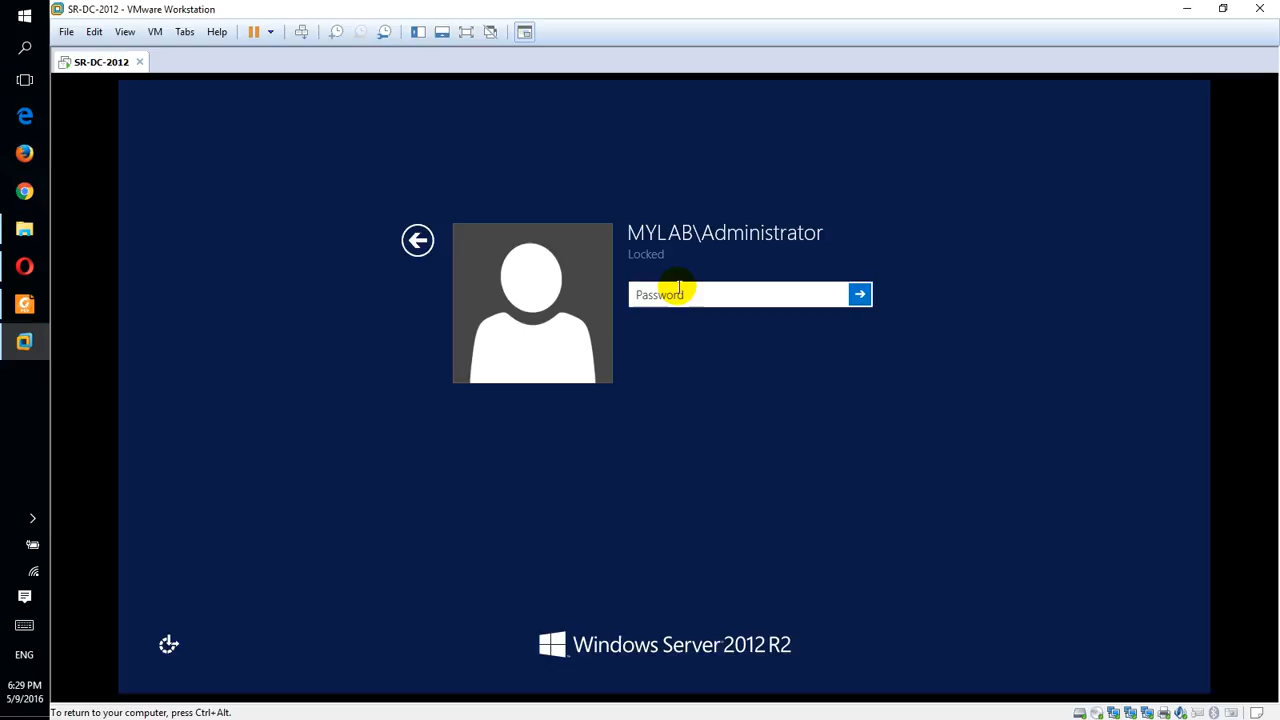 SR-DC-2012 - VMware Workstation
File Edit View VM Tabs Help
SR-DC-2012
MYLAB\Administrator
Locked
Password
Windows Server 2012 R2
ENG
6:29 PM
5/9/2016
To return to your computer, press Ctrl+Alt.